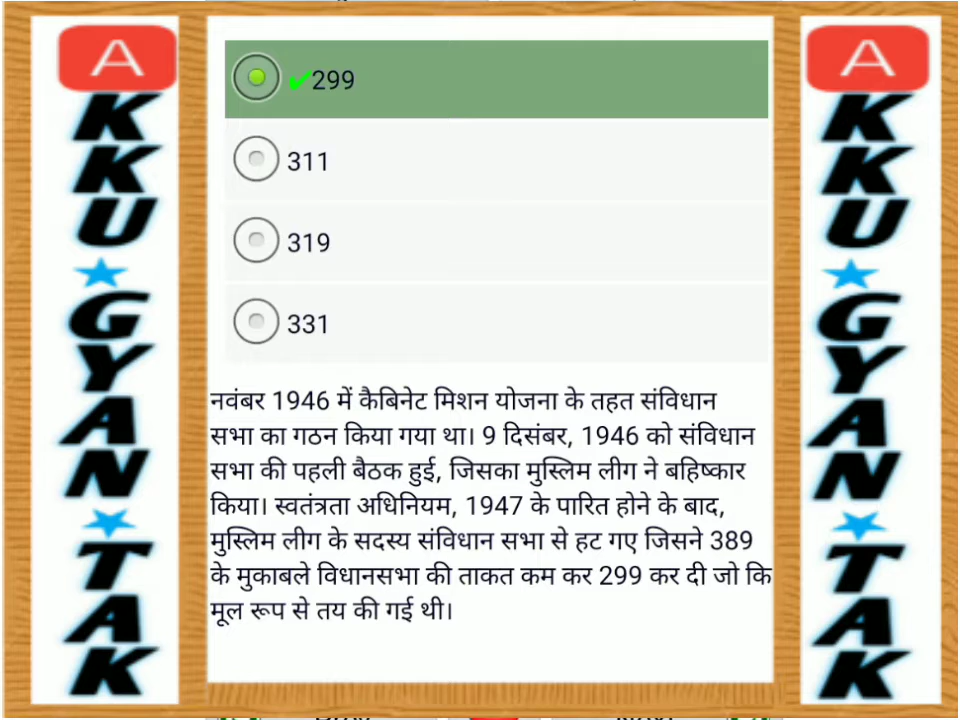 ✔299
311
319
331
नवंबर 1946 में कैबिनेट मिशन योजना के तहत संविधान
सभा का गठन किया गया था। 9 दिसंबर, 1946 को संविधान
सभा की पहली बैठक हुई, जिसका मुस्लिम लीग ने बहिष्कार
किया। स्वतंत्रता अधिनियम, 1947 के पारित होने के बाद,
मुस्लिम लीग के सदस्य संविधान सभा से हट गए जिसने 389
के मुकाबले विधानसभा की ताकत कम कर 299 कर दी जो कि
मूल रूप से तय की गई थी।
AKKU★GYAN★TAK
AKKU★GYAN★TAK